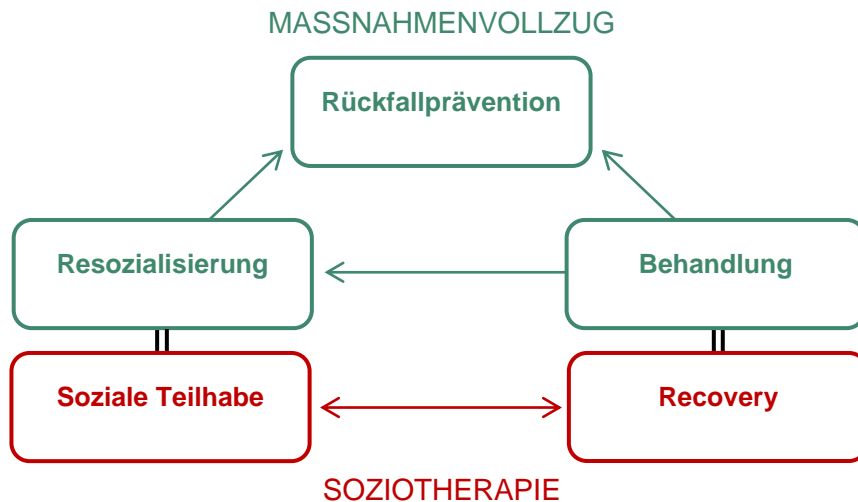 MASSNAHMENVOLLZUG
Rückfallprävention
Resozialisierung
Behandlung
Soziale Teilhabe
Recovery
SOZIOTHERAPIE